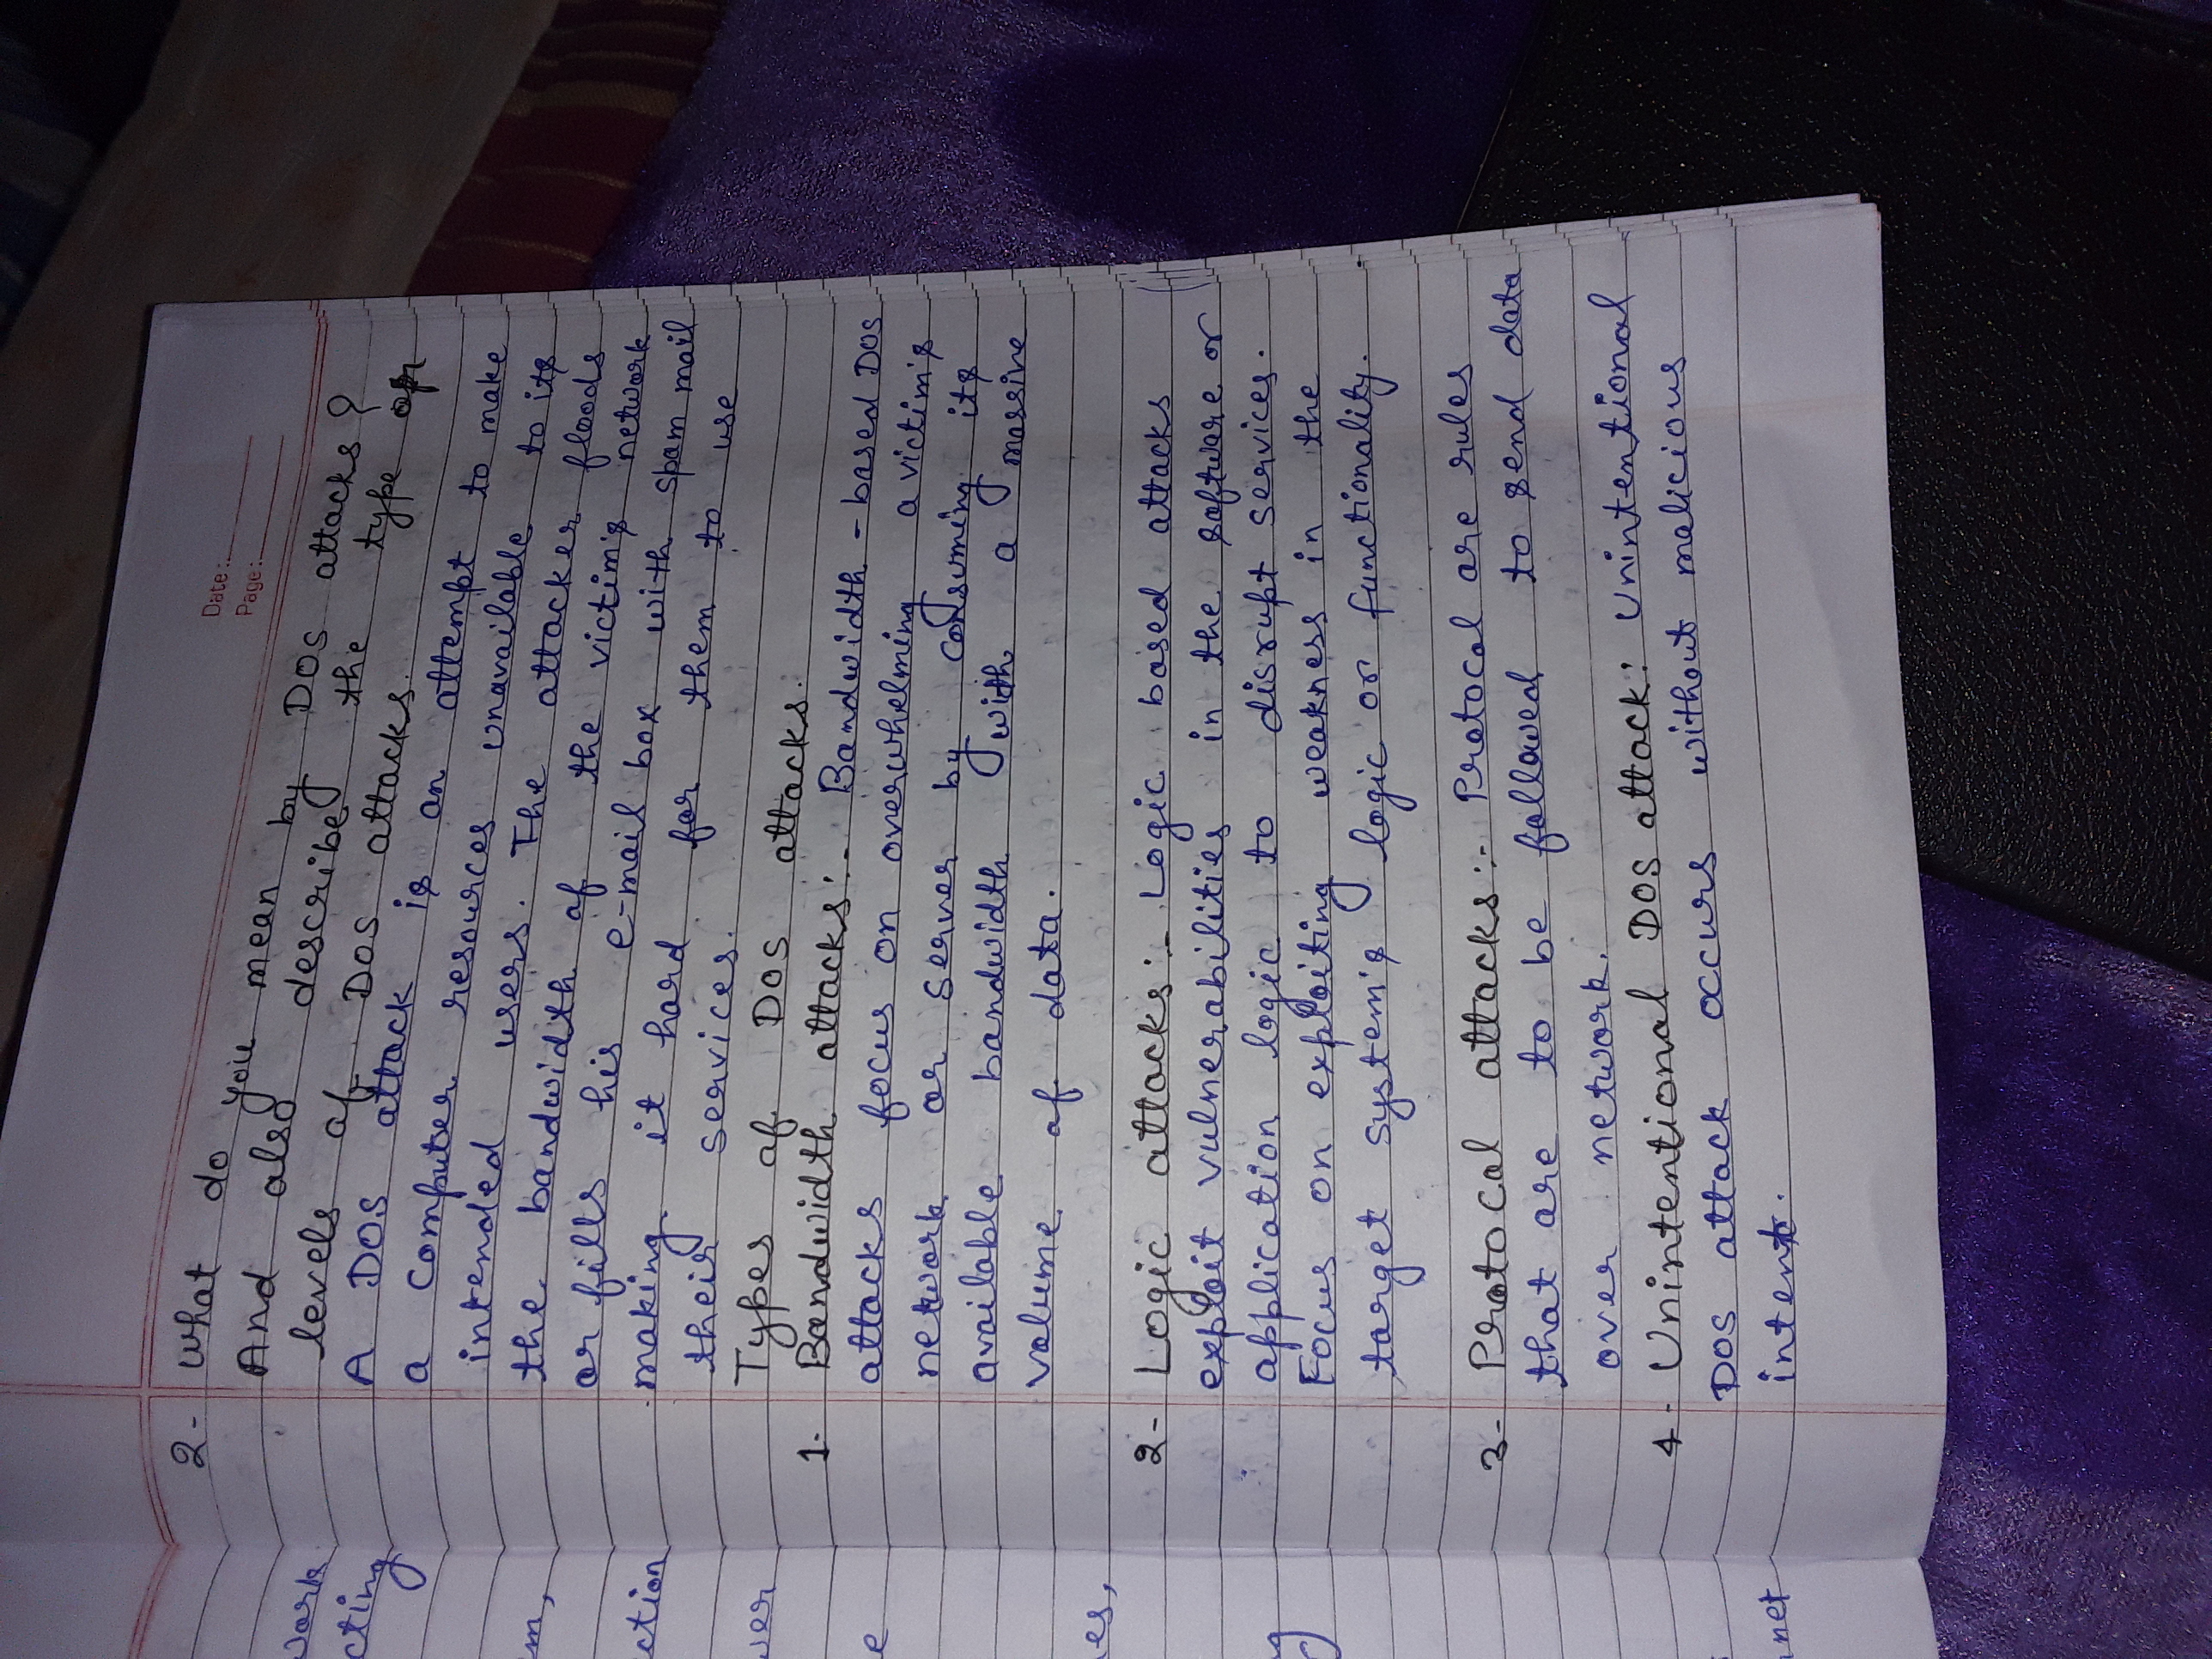 Date:
Page:
2- What do you mean by DOS attacks?
And also describe the type or
levels of DOS attacks.
A DOS attack is an attempt to make
a computer resources unavailable to its
intended users. The attacker floods
the bandwidth of the victim's network
or fills his e-mail box with spam mail
making it hard for them to use
their services.
Types of DOS attacks.
1. Bandwidth attacks:- Bandwidth-based DOS
attacks focus on overwhelming a victim's
network or server by consuming its
available bandwidth with a massive
volume of data.
2- Logic attacks:- Logic based attacks
exploit vulnerabilities in the software or
application logic to disrupt services.
Focus on exploiting weakness in the
target system's logic or functionality.
3- Protocal attacks:- Protocal are rules
that are to be followed to send data
over network.
4- Unintentional DOS attack: Unintentional
DOS attack occurs without malicious
intent.
cting
m,
ction
ver
e
es,
net